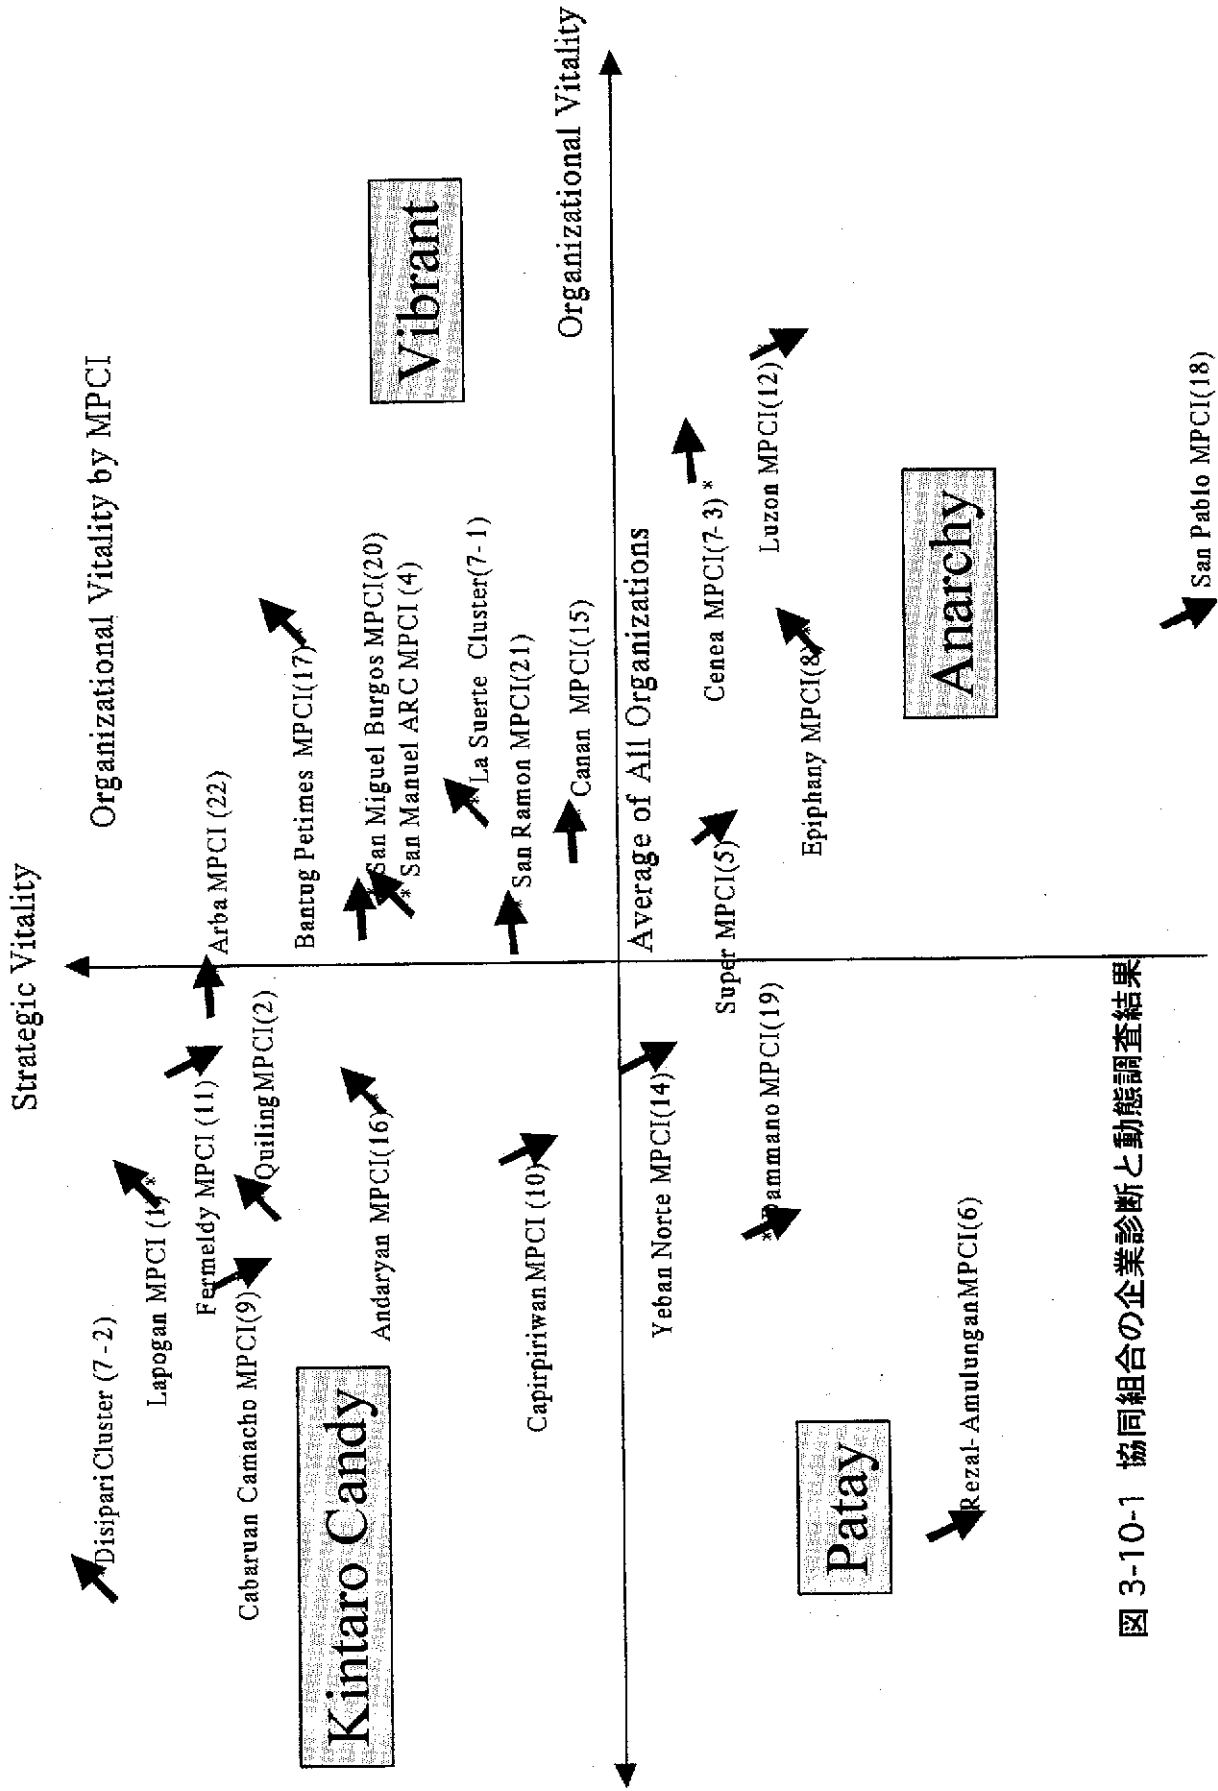 Strategic Vitality
Organizational Vitality by MPCI
*Disipari Cluster (7-2)
Lapogan MPCI (1) *
Fermeldy MPCI (11)
Arba MPCI (22)
Cabaruan Camacho MPCI(9)
Quiling MPCI(2)
Bantug Petimes MPCI(17)*
Kintaro Candy
Andaryan MPCI(16)*
* San Miguel Burgos MPCI(20)
* San Manuel ARC MPCI (4)
Vibrant
* La Suerte Cluster(7-1)
Capirpiriwan MPCI (10)
* San Ramon MPCI(21)
Canan MPCI(15)
Organizational Vitality
Average of All Organizations
Yeban Norte MPCI(14)
Super MPCI(5)
Cenea MPCI(7-3) *
*Dammano MPCI(19)
Luzon MPCI(12) *
Epiphany MPCI(8)*
Patay
Anarchy
Rezal-Amulungan MPCI(6)
San Pablo MPCI(18)
図 3-10-1 協同組合の企業診断と動態調査結果